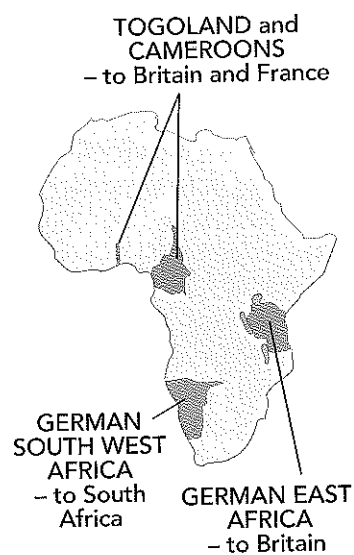 TOGOLAND and
CAMEROONS
– to Britain and France
GERMAN
SOUTH WEST
AFRICA
– to South
Africa
GERMAN EAST
AFRICA
– to Britain